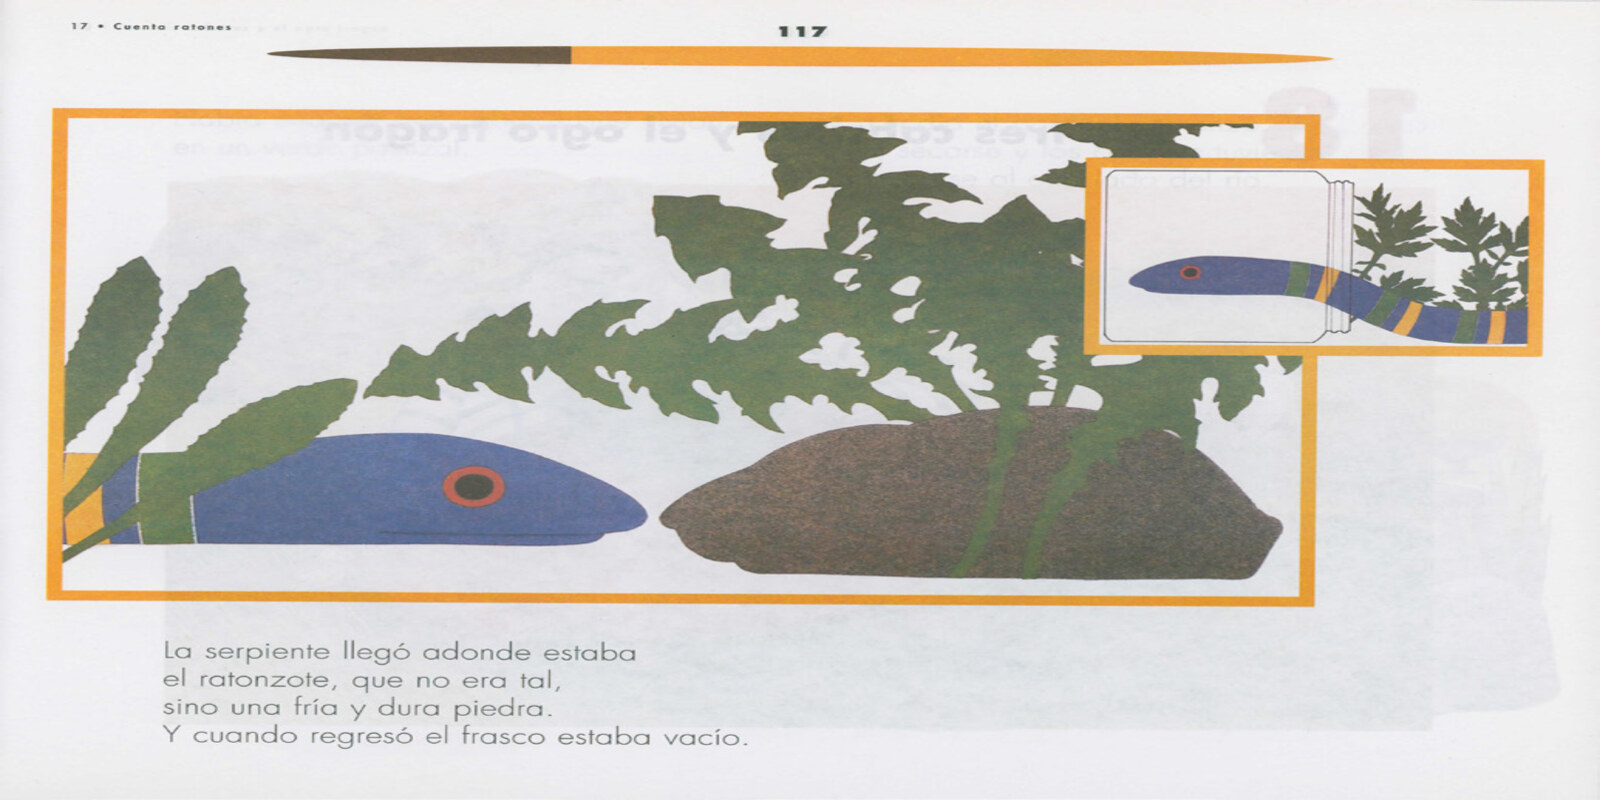 17 • Cuenta ratones
117
La serpiente llegó adonde estaba
el ratonzote, que no era tal,
sino una fría y dura piedra.
Y cuando regresó el frasco estaba vacío.